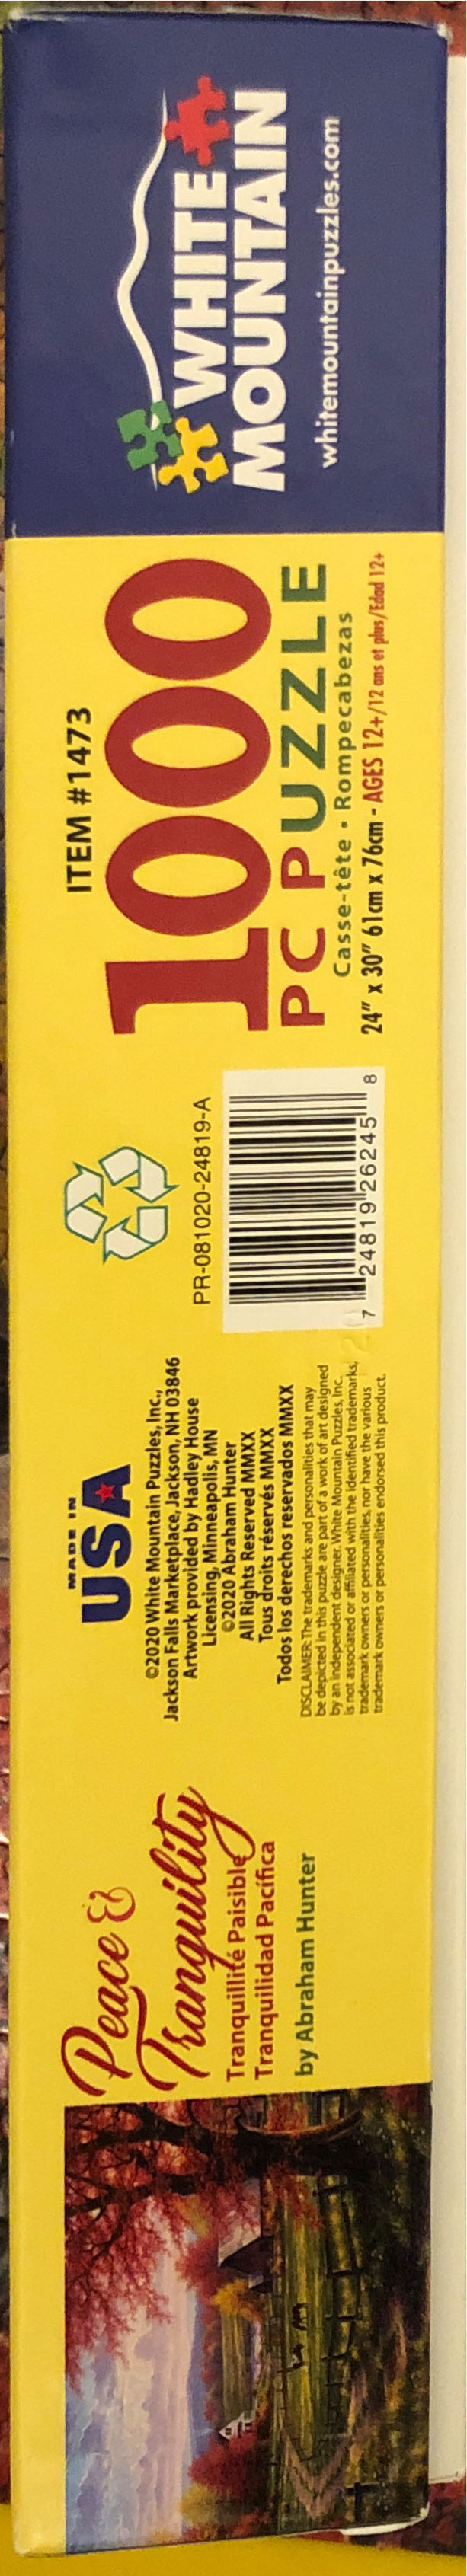 Peace &
Tranquility
Tranquillité Paisible
Tranquilidad Pacífica
by Abraham Hunter
MADE IN
USA
©2020 White Mountain Puzzles, Inc.,
Jackson Falls Marketplace, Jackson, NH 03846
Artwork provided by Hadley House
Licensing, Minneapolis, MN
©2020 Abraham Hunter
All Rights Reserved MMXX
Tous droits réservés MMXX
Todos los derechos reservados MMXX
DISCLAIMER: The trademarks and personalities that may
be depicted in this puzzle are part of a work of art designed
by an independent designer. White Mountain Puzzles, Inc.
is not associated or affiliated with the identified trademarks,
trademark owners or personalities, nor have the various
trademark owners or personalities endorsed this product.
PR-081020-24819-A
7 24819 26245 8
ITEM #1473
1000
PC PUZZLE
Casse-tête • Rompecabezas
24" x 30" 61cm x 76cm - AGES 12+/12 ans et plus/Edad 12+
WHITE
MOUNTAIN
whitemountainpuzzles.com